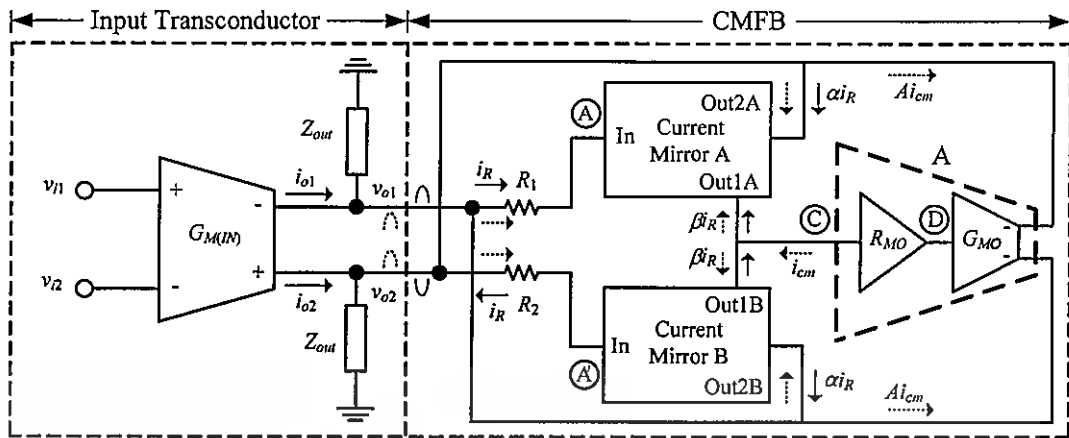 Input Transconductor
CMFB
Z_out
v_i1
v_i2
+
-
G_M(IN)
-
+
i_o1
i_o2
v_o1
v_o2
Z_out
i_R
R_1
i_R
R_2
A
A'
In
Out2A
Current
Mirror A
Out1A
βi_R
βi_R
In
Out1B
Current
Mirror B
Out2B
αi_R
αi_R
Ai_cm
Ai_cm
C
i_cm
A
R_MO
D
G_MO
-
-